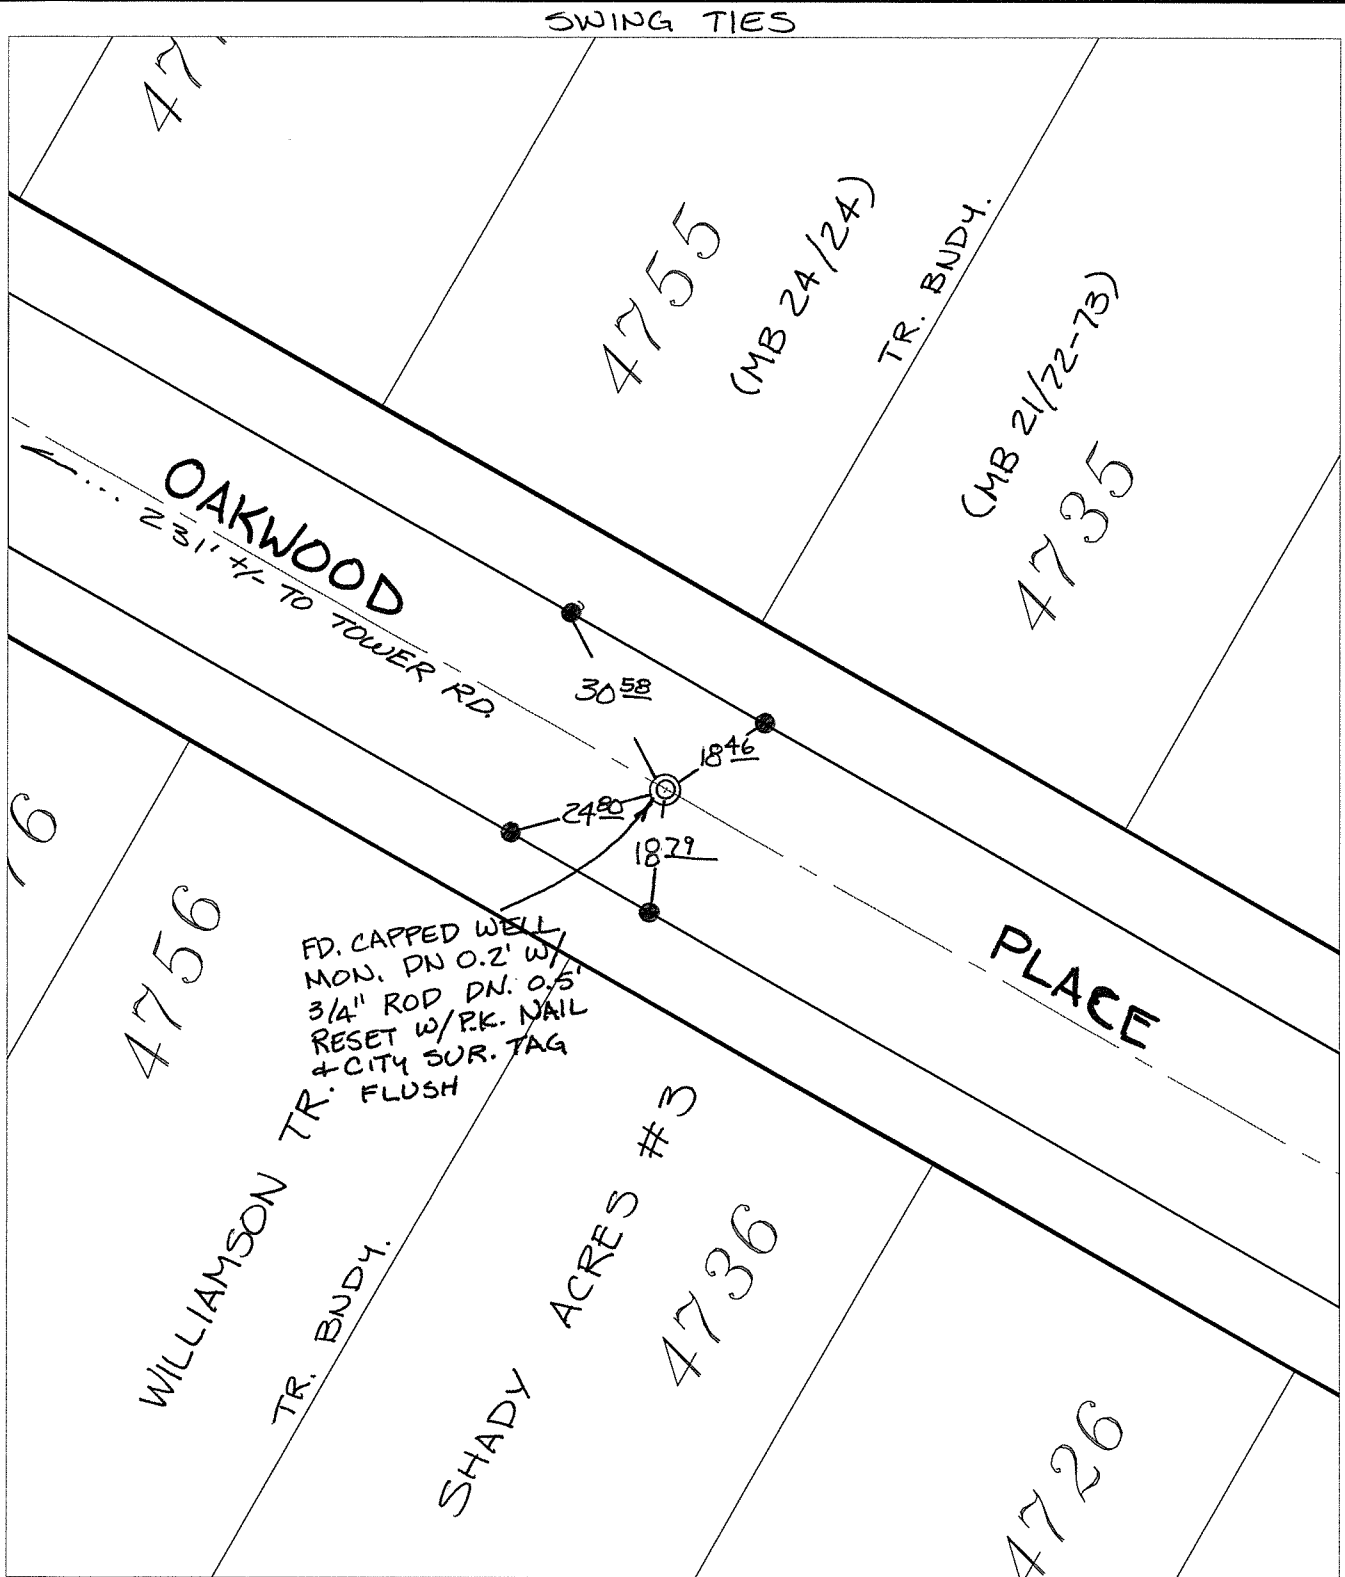 SWING TIES
47
4755
(MB 24/24)
TR. BNDY.
(MB 21/22-73)
4735
OAKWOOD
231' +/- TO TOWER RD.
30 58
18 46
24 80
18 79
PLACE
76
4756
FD. CAPPED WELL
MON. DN 0.2' W/
3/4" ROD DN. 0.5'
RESET W/ P.K. NAIL
& CITY SUR. TAG
FLUSH
WILLIAMSON TR.
TR. BNDY.
SHADY ACRES #3
4736
4726